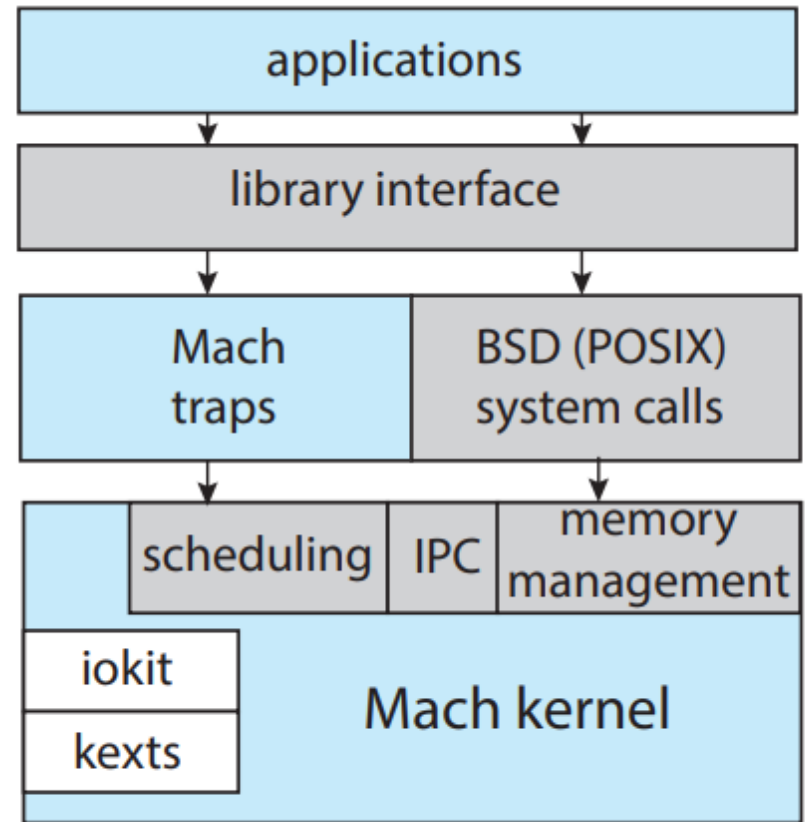 applications
library interface
Mach
traps
BSD (POSIX)
system calls
scheduling
IPC
memory
management
iokit
kexts
Mach kernel